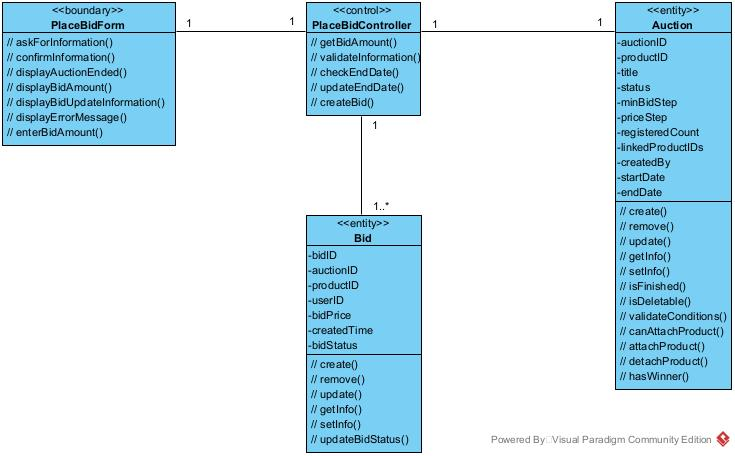 <<boundary>>
PlaceBidForm
// askForInformation()
// confirmInformation()
// displayAuctionEnded()
// displayBidAmount()
// displayBidUpdateInformation()
// displayErrorMessage()
// enterBidAmount()
1
1
<<control>>
PlaceBidController
// getBidAmount()
// validateInformation()
// checkEndDate()
// updateEndDate()
// createBid()
1
1
1
1..*
<<entity>>
Auction
-auctionID
-productID
-title
-status
-minBidStep
-priceStep
-registeredCount
-linkedProductIDs
-createdBy
-startDate
-endDate
// create()
// remove()
// update()
// getInfo()
// setInfo()
// isFinished()
// isDeletable()
// validateConditions()
// canAttachProduct()
// attachProduct()
// detachProduct()
// hasWinner()
<<entity>>
Bid
-bidID
-auctionID
-productID
-userID
-bidPrice
-createdTime
-bidStatus
// create()
// remove()
// update()
// getInfo()
// setInfo()
// updateBidStatus()
Powered By Visual Paradigm Community Edition